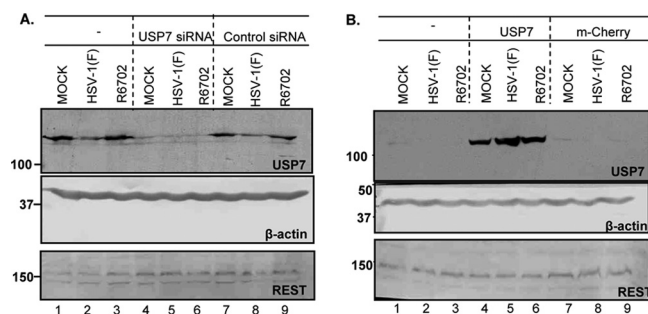 A.
- USP7 siRNA Control siRNA
MOCK HSV-1(F) R6702 MOCK HSV-1(F) R6702 MOCK HSV-1(F) R6702
100
USP7
37
β-actin
150
REST
1 2 3 4 5 6 7 8 9
B.
- USP7 m-Cherry
MOCK HSV-1(F) R6702 MOCK HSV-1(F) R6702 MOCK HSV-1(F) R6702
100
USP7
50
37
β-actin
150
REST
1 2 3 4 5 6 7 8 9